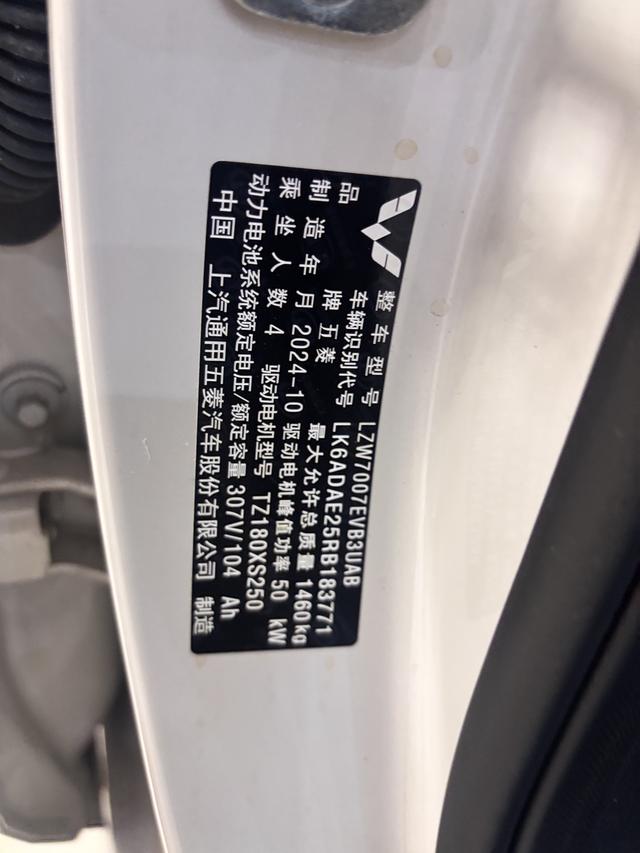 整车型号 LZW7007EVB3UAB
车辆识别代号 LK6ADAE25RB183771
品牌 五菱 最大允许总质量 1460 kg
制造年月 2024-10 驱动电机峰值功率 50 kW
乘坐人数 4 驱动电机型号 TZ180XS250
动力电池系统额定电压/额定容量 307V/104 Ah
中国 上汽通用五菱汽车股份有限公司 制造